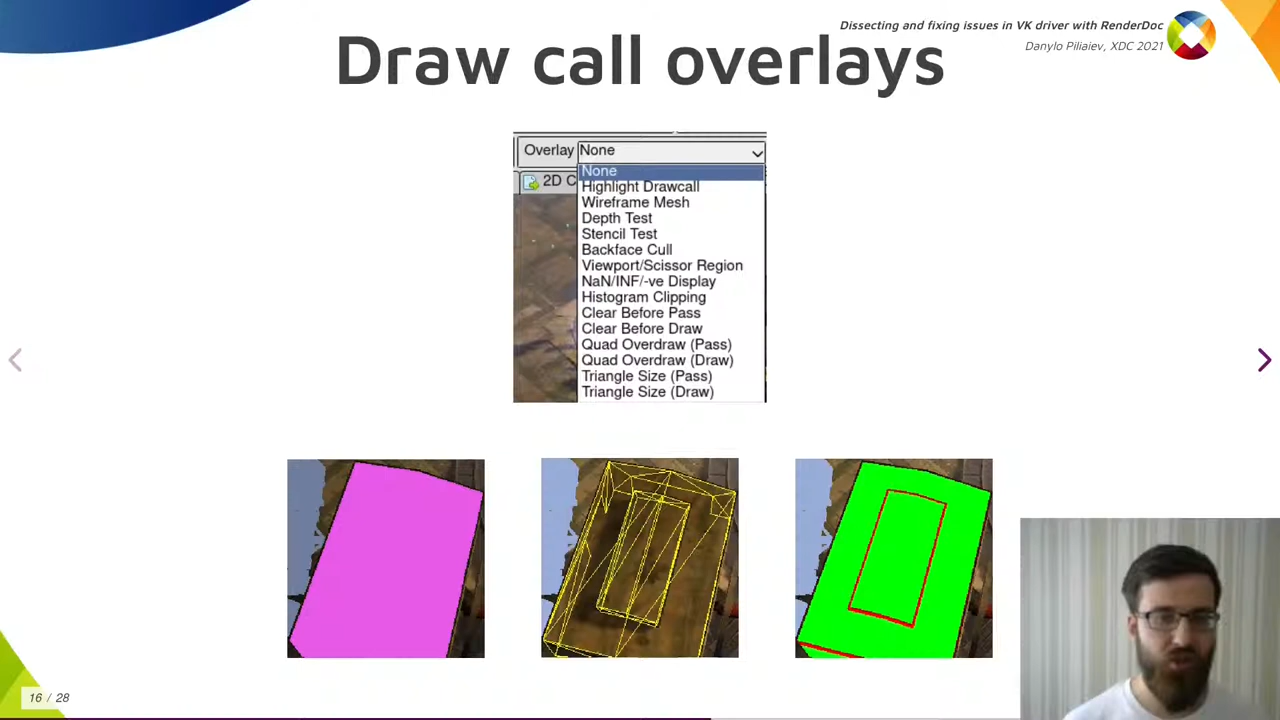 Dissecting and fixing issues in VK driver with RenderDoc
Danylo Piliaiev, XDC 2021
Draw call overlays
Overlay None
None
2D C
Highlight Drawcall
Wireframe Mesh
Depth Test
Stencil Test
Backface Cull
Viewport/Scissor Region
NaN/INF/-ve Display
Histogram Clipping
Clear Before Pass
Clear Before Draw
Quad Overdraw (Pass)
Quad Overdraw (Draw)
Triangle Size (Pass)
Triangle Size (Draw)
16 / 28